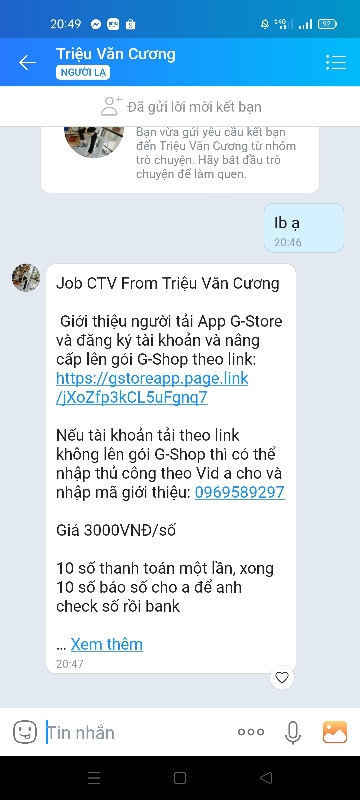 20:49
92
Triệu Văn Cương
NGƯỜI LẠ
Đã gửi lời mời kết bạn
Bạn vừa gửi yêu cầu kết bạn
đến Triệu Văn Cương từ nhóm
trò chuyện. Hãy bắt đầu trò
chuyện để làm quen.
Ib ạ
20:46
Job CTV From Triệu Văn Cương
Giới thiệu người tải App G-Store
và đăng ký tài khoản và nâng
cấp lên gói G-Shop theo link:
https://gstoreapp.page.link
/jXoZfp3kCL5uFgnq7
Nếu tài khoản tải theo link
không lên gói G-Shop thì có thể
nhập thủ công theo Vid a cho và
nhập mã giới thiệu: 0969589297
Giá 3000VNĐ/số
10 số thanh toán một lần, xong
10 số báo số cho a để anh
check số rồi bank
... Xem thêm
20:47
Tin nhắn